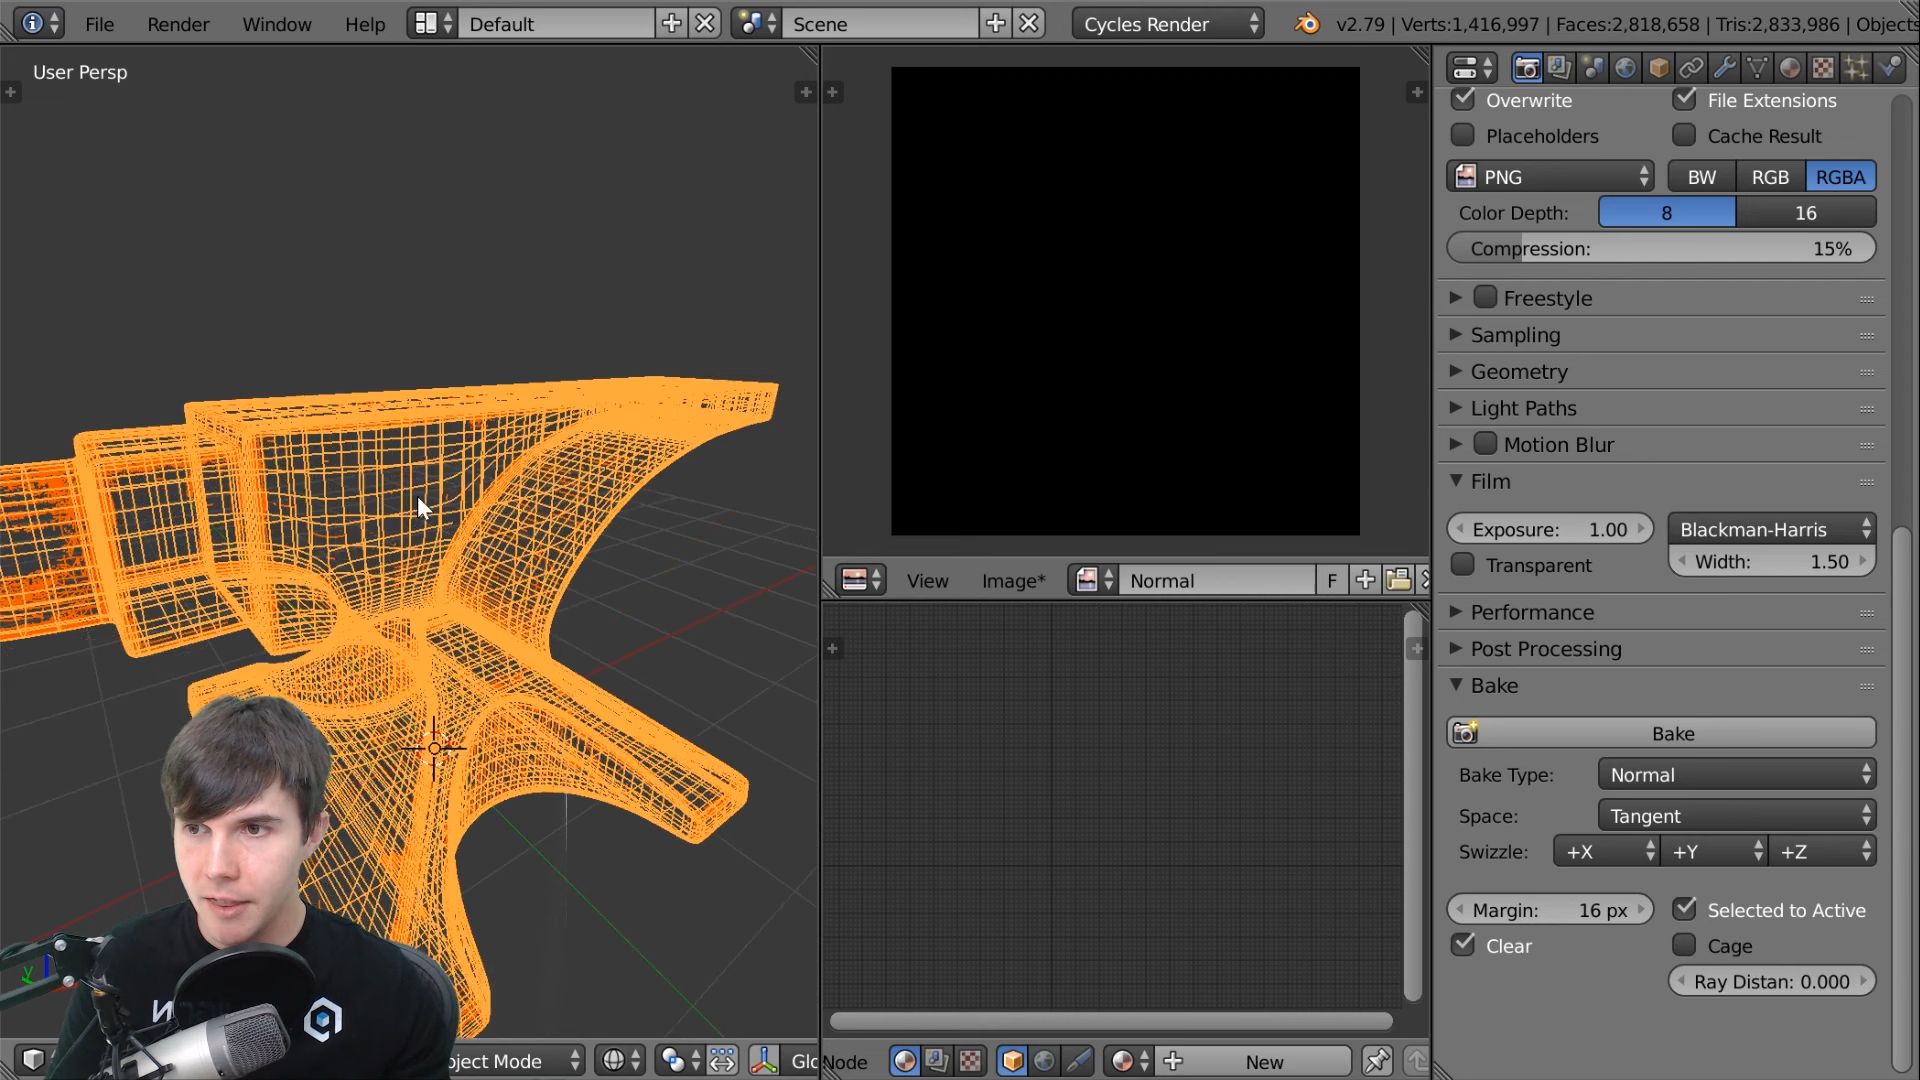 File Render Window Help Default Scene Cycles Render v2.79 | Verts:1,416,997 | Faces:2,818,658 | Tris:2,833,986 | Objects
User Persp
Overwrite File Extensions
Placeholders Cache Result
PNG BW RGB RGBA
Color Depth: 8 16
Compression: 15%
Freestyle
Sampling
Geometry
Light Paths
Motion Blur
Film
Exposure: 1.00 Blackman-Harris
Transparent Width: 1.50
Performance
Post Processing
Bake
Bake
Bake Type: Normal
Space: Tangent
Swizzle: +X +Y +Z
Margin: 16 px Selected to Active
Clear Cage
Ray Distan: 0.000
View Image* Normal F
y
bject Mode Glo
Node New